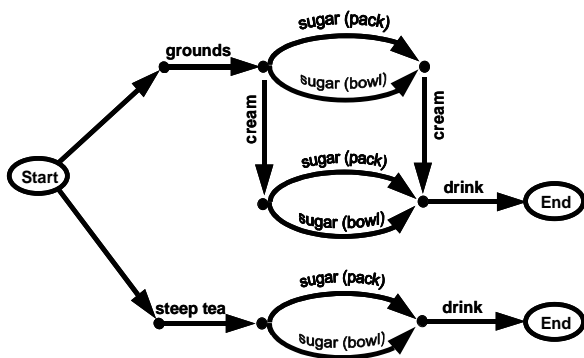 sugar (pack)
grounds
sugar (bowl)
cream
cream
sugar (pack)
Start
drink
End
sugar (bowl)
sugar (pack)
steep tea
drink
End
sugar (bowl)